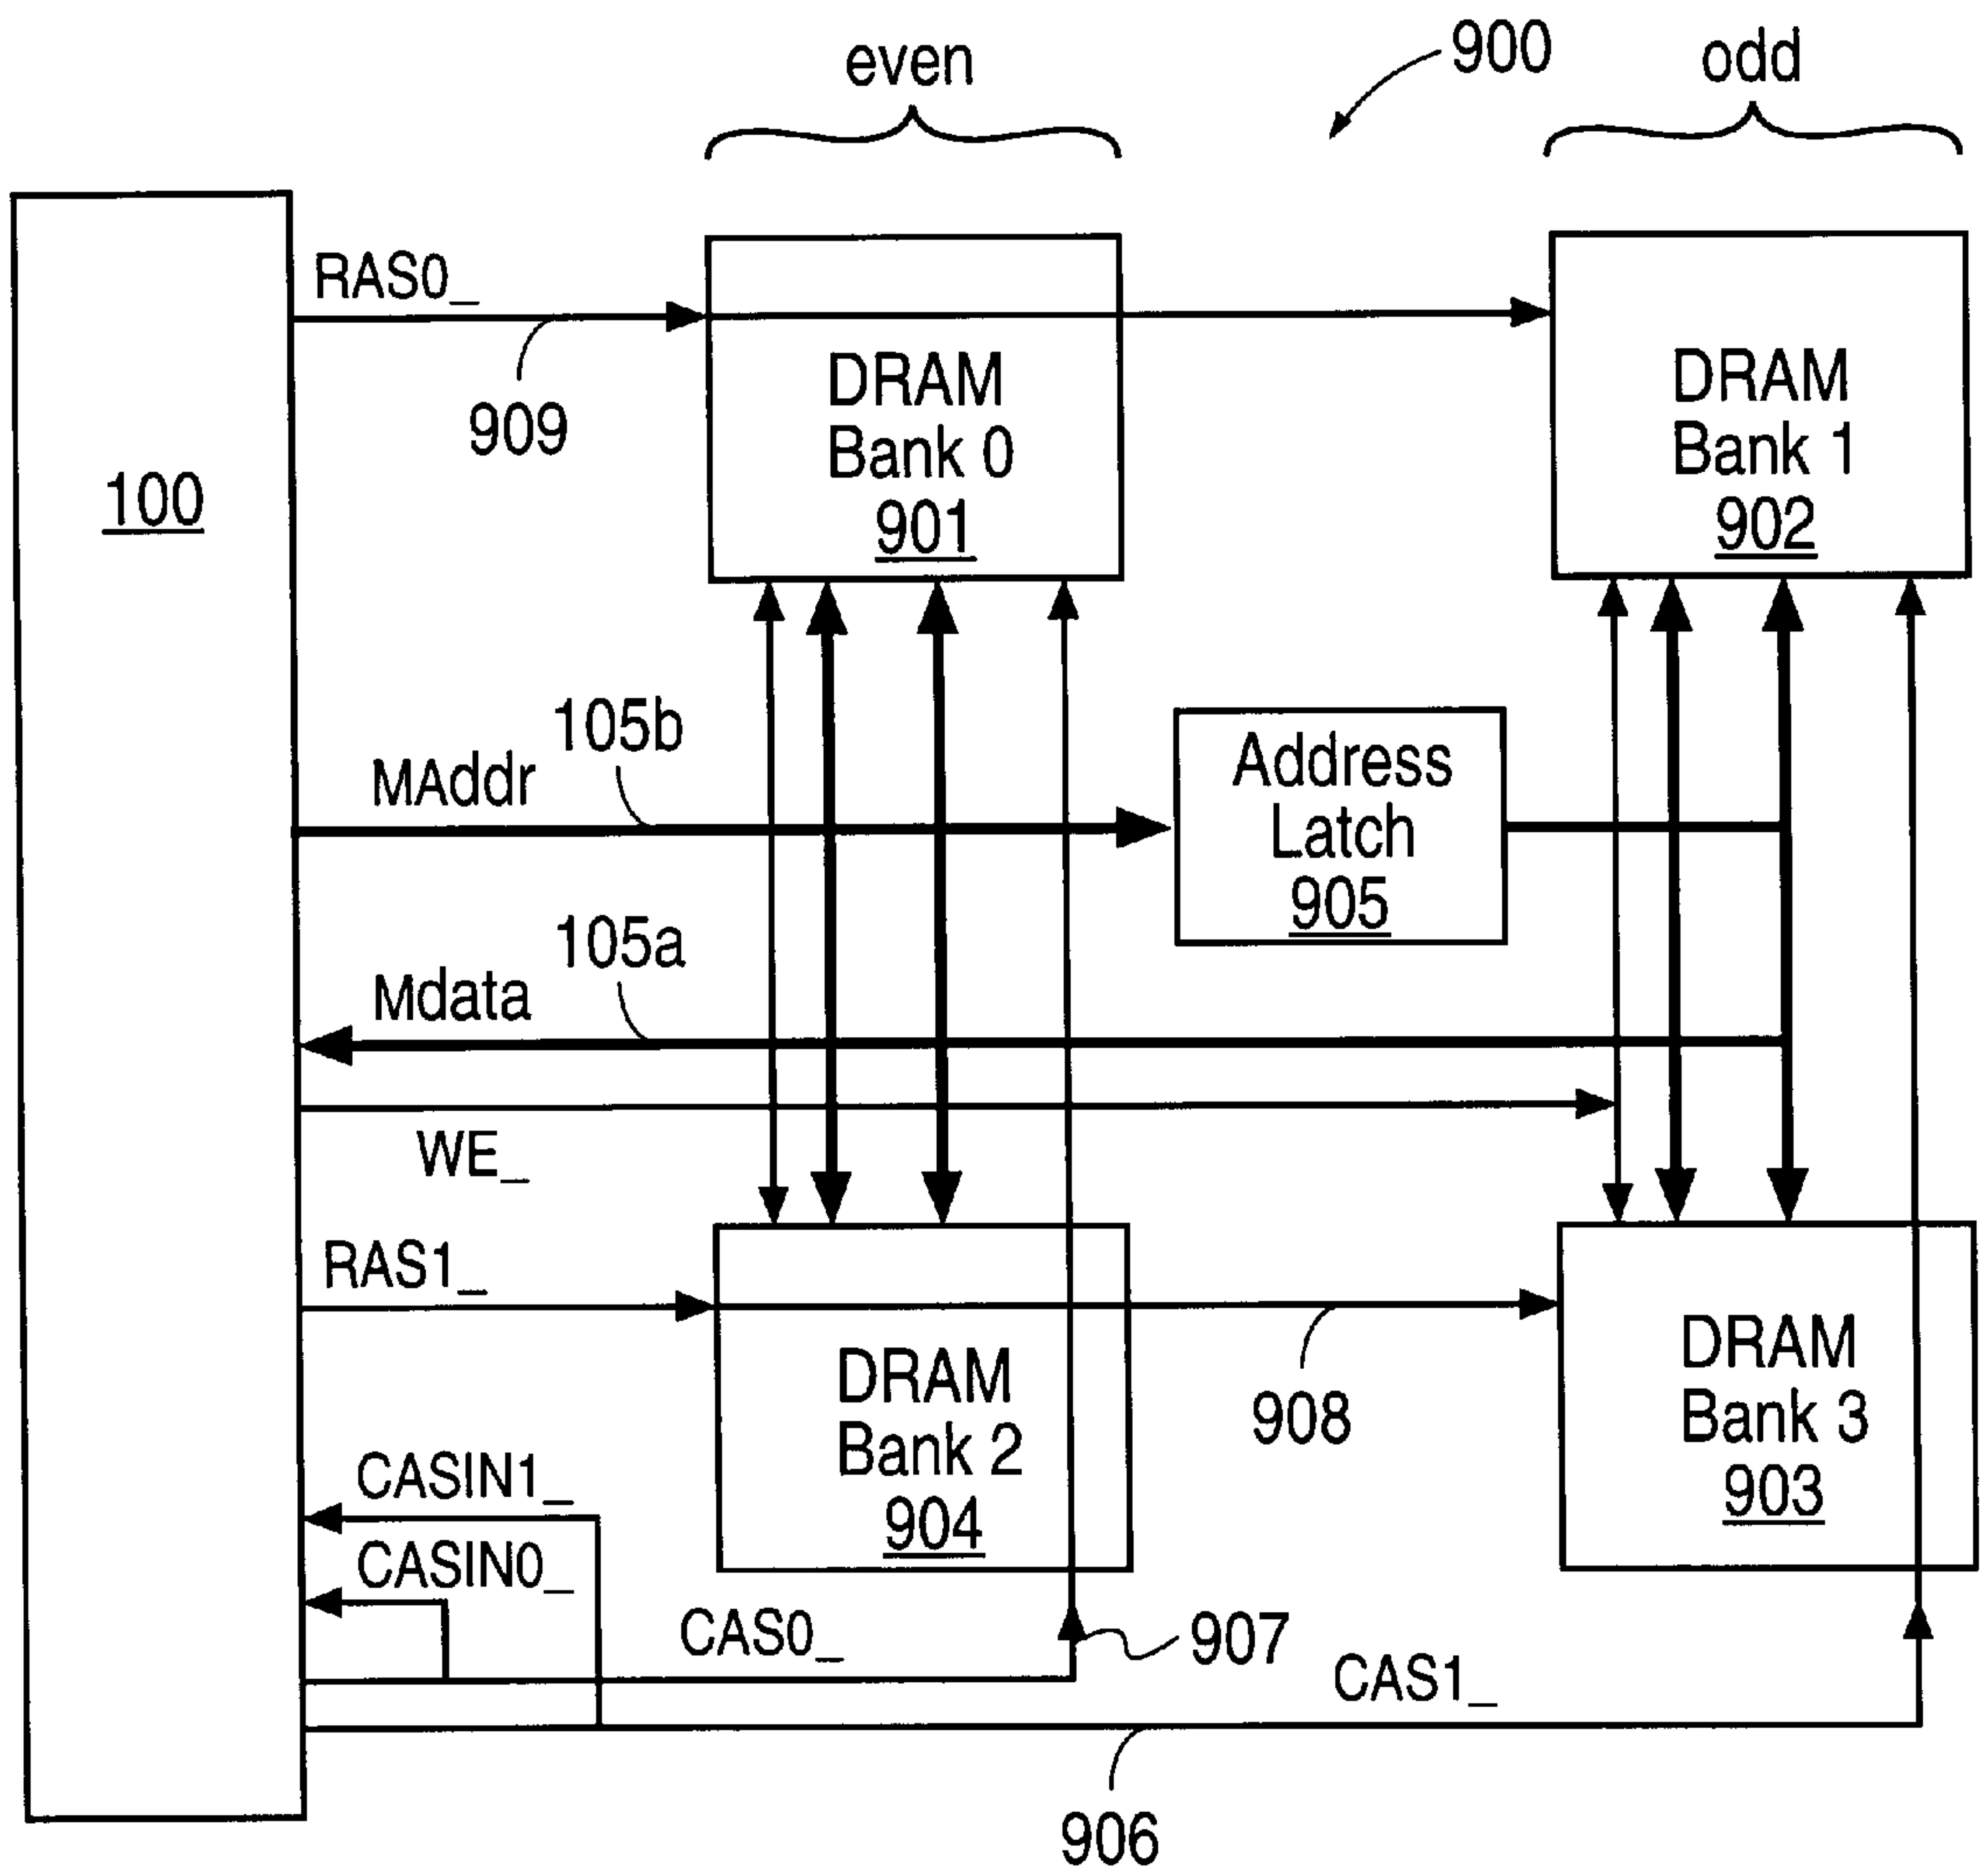 even
900
odd
RAS0_
909
100
DRAM
Bank 0
901
DRAM
Bank 1
902
105b
MAddr
Address
Latch
905
105a
Mdata
WE_
RAS1_
908
DRAM
Bank 2
904
DRAM
Bank 3
903
CASIN1_
CASIN0_
CAS0_
907
CAS1_
906